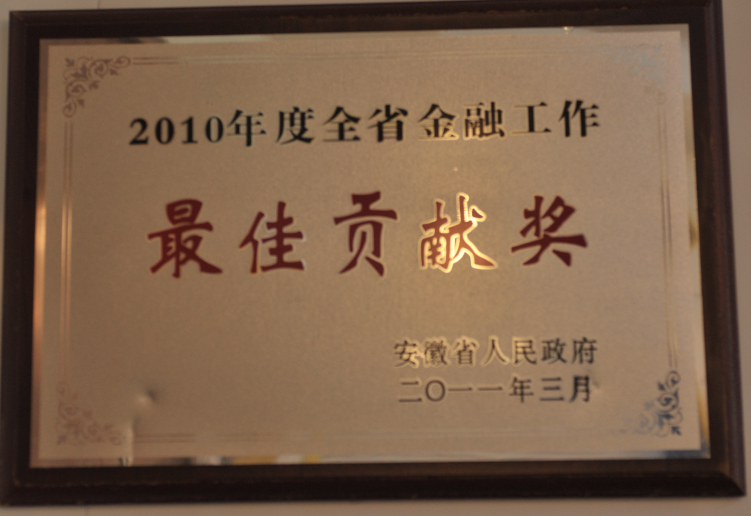 2010年度全省金融工作
最佳贡献奖
安徽省人民政府
二〇一一年三月